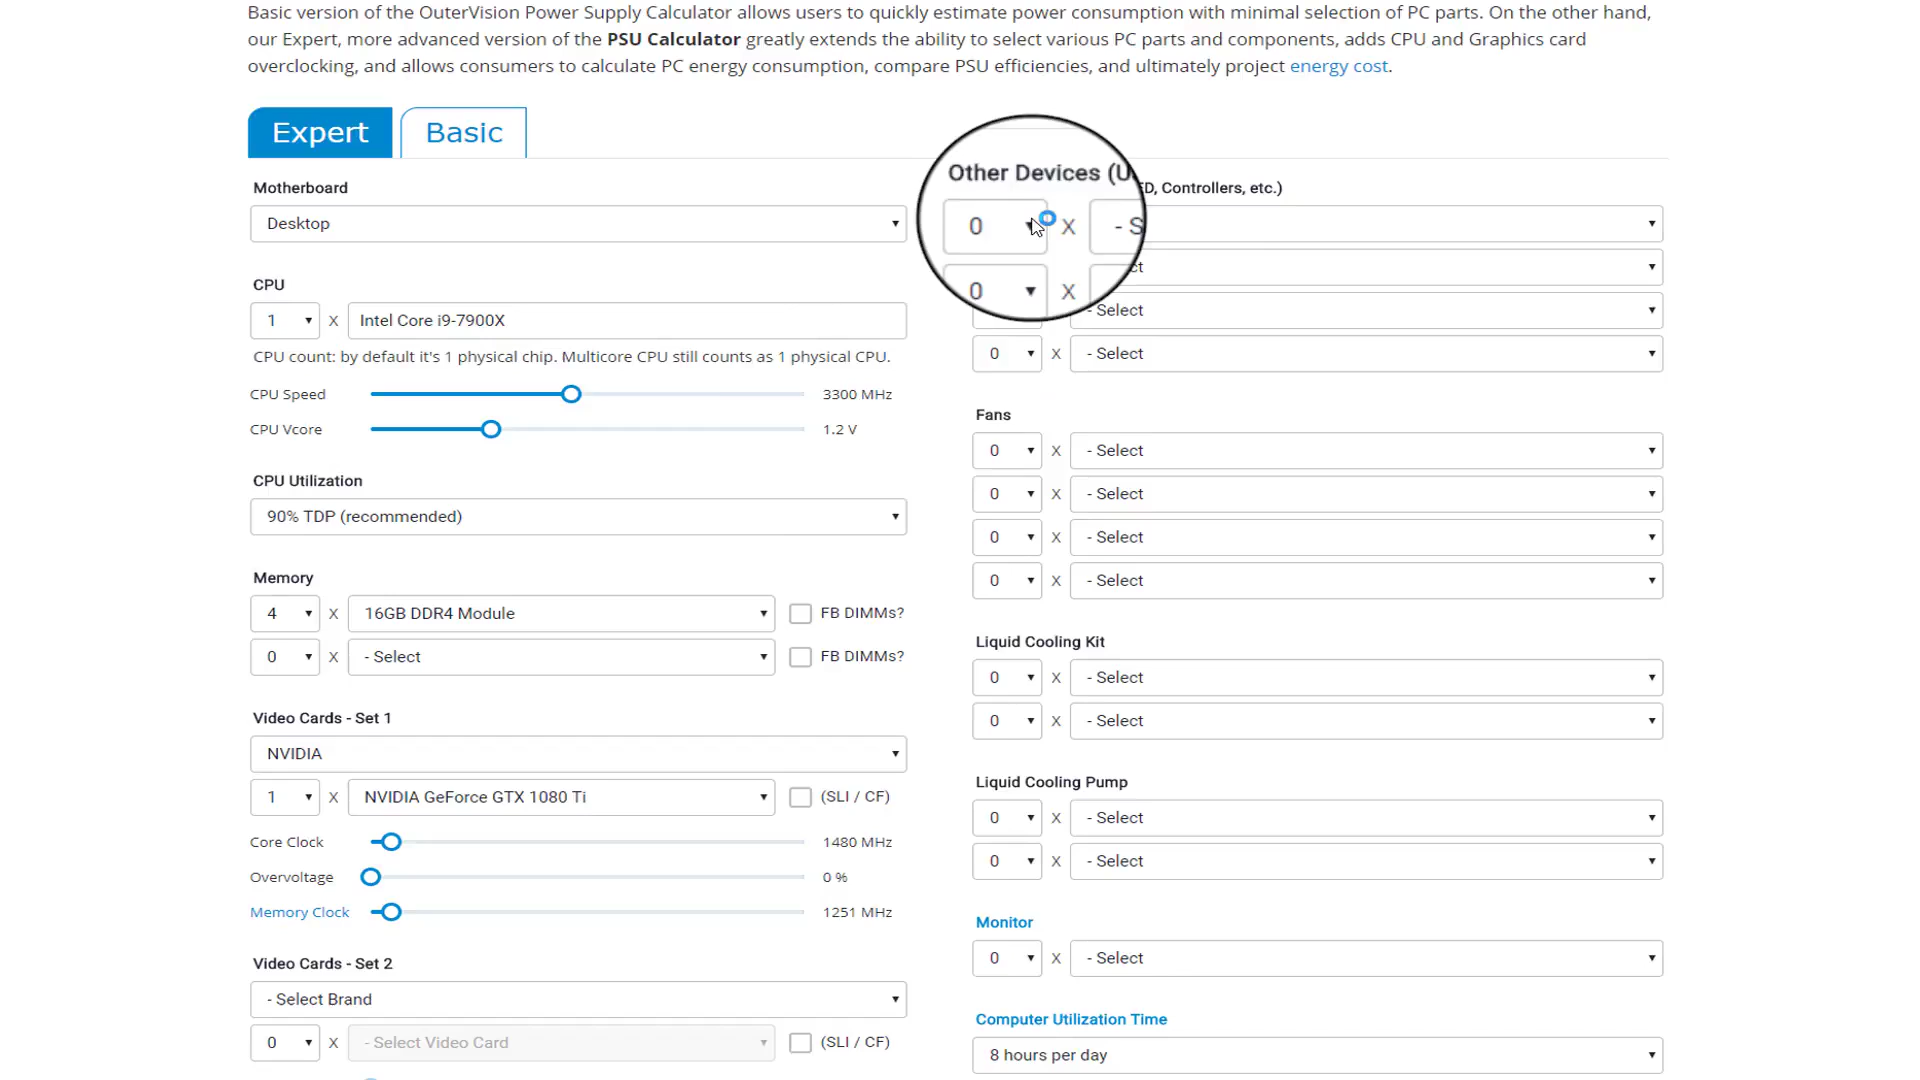 Basic version of the OuterVision Power Supply Calculator allows users to quickly estimate power consumption with minimal selection of PC parts. On the other hand,
our Expert, more advanced version of the PSU Calculator greatly extends the ability to select various PC parts and components, adds CPU and Graphics card
overclocking, and allows consumers to calculate PC energy consumption, compare PSU efficiencies, and ultimately project energy cost.
Expert
Basic
Motherboard
Desktop
CPU
1 X Intel Core i9-7900X
CPU count: by default it's 1 physical chip. Multicore CPU still counts as 1 physical CPU.
CPU Speed 3300 MHz
CPU Vcore 1.2 V
CPU Utilization
90% TDP (recommended)
Memory
4 X 16GB DDR4 Module FB DIMMs?
0 X - Select FB DIMMs?
Video Cards - Set 1
NVIDIA
1 X NVIDIA GeForce GTX 1080 Ti (SLI / CF)
Core Clock 1480 MHz
Overvoltage 0 %
Memory Clock 1251 MHz
Video Cards - Set 2
- Select Brand
0 X - Select Video Card (SLI / CF)
Other Devices Controllers, etc.)
0 X
0 X
- Select
0 X - Select
Fans
0 X - Select
0 X - Select
0 X - Select
0 X - Select
Liquid Cooling Kit
0 X - Select
0 X - Select
Liquid Cooling Pump
0 X - Select
0 X - Select
Monitor
0 X - Select
Computer Utilization Time
8 hours per day